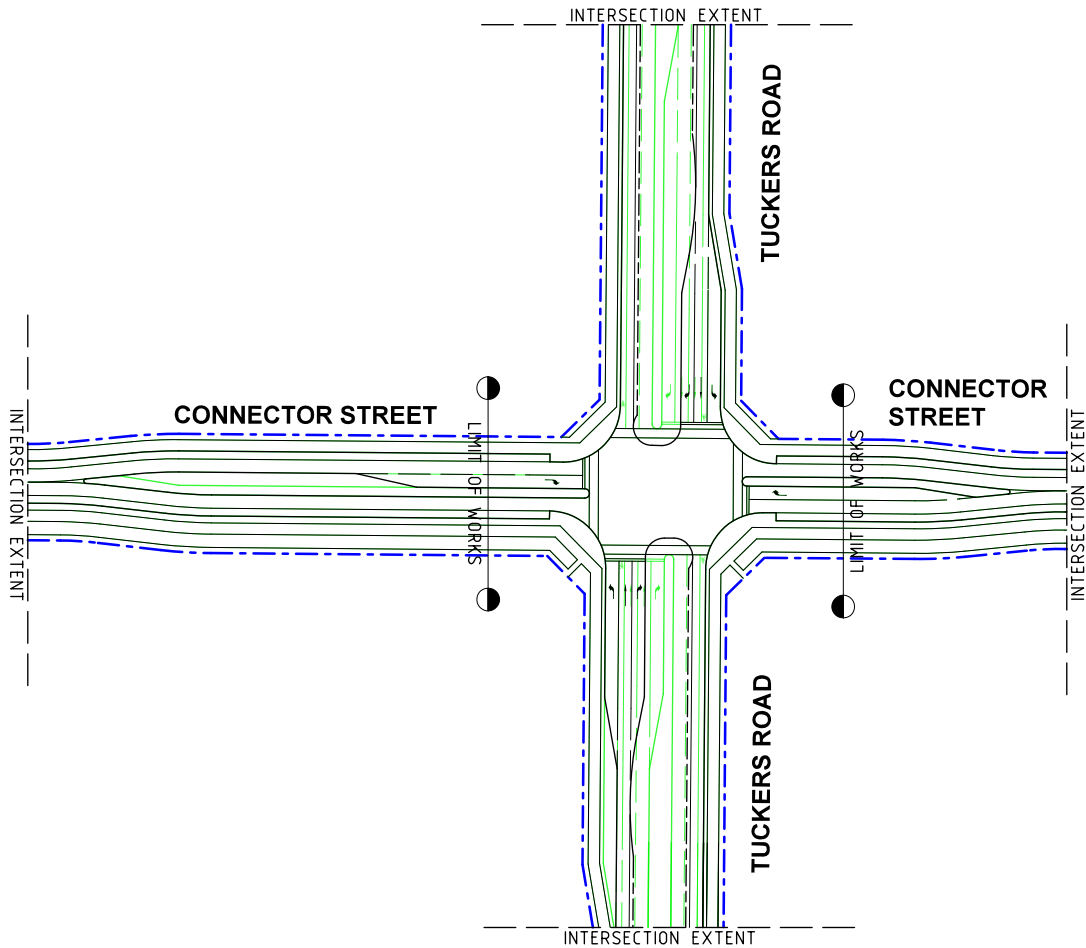 INTERSECTION EXTENT
TUCKERS ROAD
CONNECTOR STREET
CONNECTOR
STREET
INTERSECTION EXTENT
LIMIT OF WORKS
LIMIT OF WORKS
INTERSECTION EXTENT
TUCKERS ROAD
INTERSECTION EXTENT